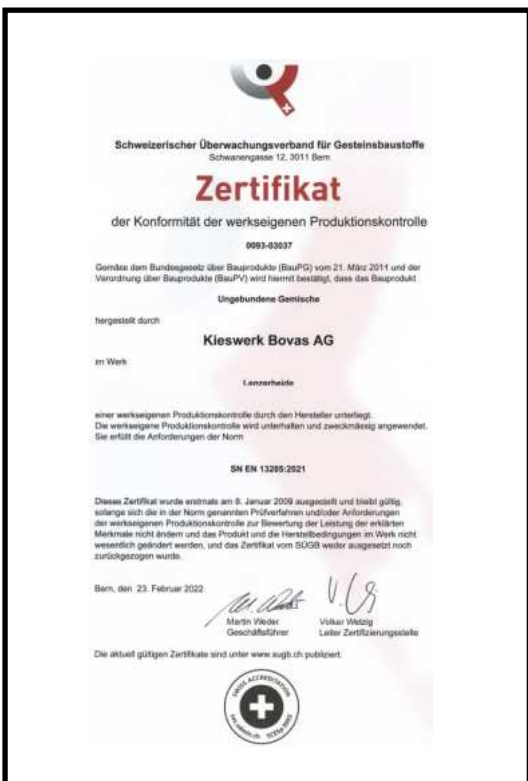 Schweizerischer Überwachungsverband für Gesteinsbaustoffe
Schwanengasse 12, 3011 Bern
Zertifikat
der Konformität der werkseigenen Produktionskontrolle
0093-03037
Gemäss dem Bundesgesetz über Bauprodukte (BauPG) vom 21. März 2011 und der
Verordnung über Bauprodukte (BauPV) wird hiermit bestätigt, dass das Bauprodukt
Ungebundene Gemische
hergestellt durch
Kieswerk Bovas AG
im Werk
Lenzerheide
einer werkseigenen Produktionskontrolle durch den Hersteller unterliegt.
Die werkseigene Produktionskontrolle wird unterhalten und zweckmässig angewendet.
Sie erfüllt die Anforderungen der Norm
SN EN 13285:2021
Dieses Zertifikat wurde erstmals am 8. Januar 2009 ausgestellt und bleibt gültig,
solange sich die in der Norm genannten Prüfverfahren und/oder Anforderungen
der werkseigenen Produktionskontrolle zur Bewertung der Leistung der erklärten
Merkmale nicht ändern und das Produkt und die Herstellbedingungen im Werk nicht
wesentlich geändert werden, und das Zertifikat vom SÜGB weder ausgesetzt noch
zurückgezogen wurde.
Bern, den 23. Februar 2022
Martin Weder
Geschäftsführer
Volker Wetzig
Leiter Zertifizierungsstelle
Die aktuell gültigen Zertifikate sind unter www.sugb.ch publiziert.
SWISS ACCREDITATION